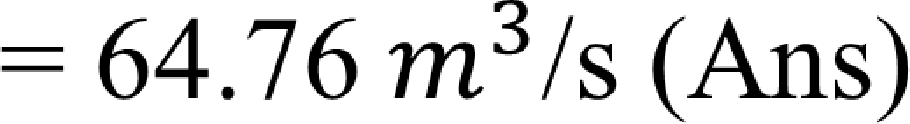 = 64.76 m³/s (Ans)